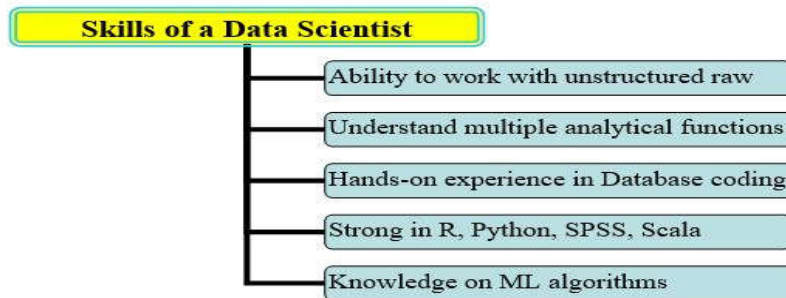 Skills of a Data Scientist
Ability to work with unstructured raw
Understand multiple analytical functions
Hands-on experience in Database coding
Strong in R, Python, SPSS, Scala
Knowledge on ML algorithms